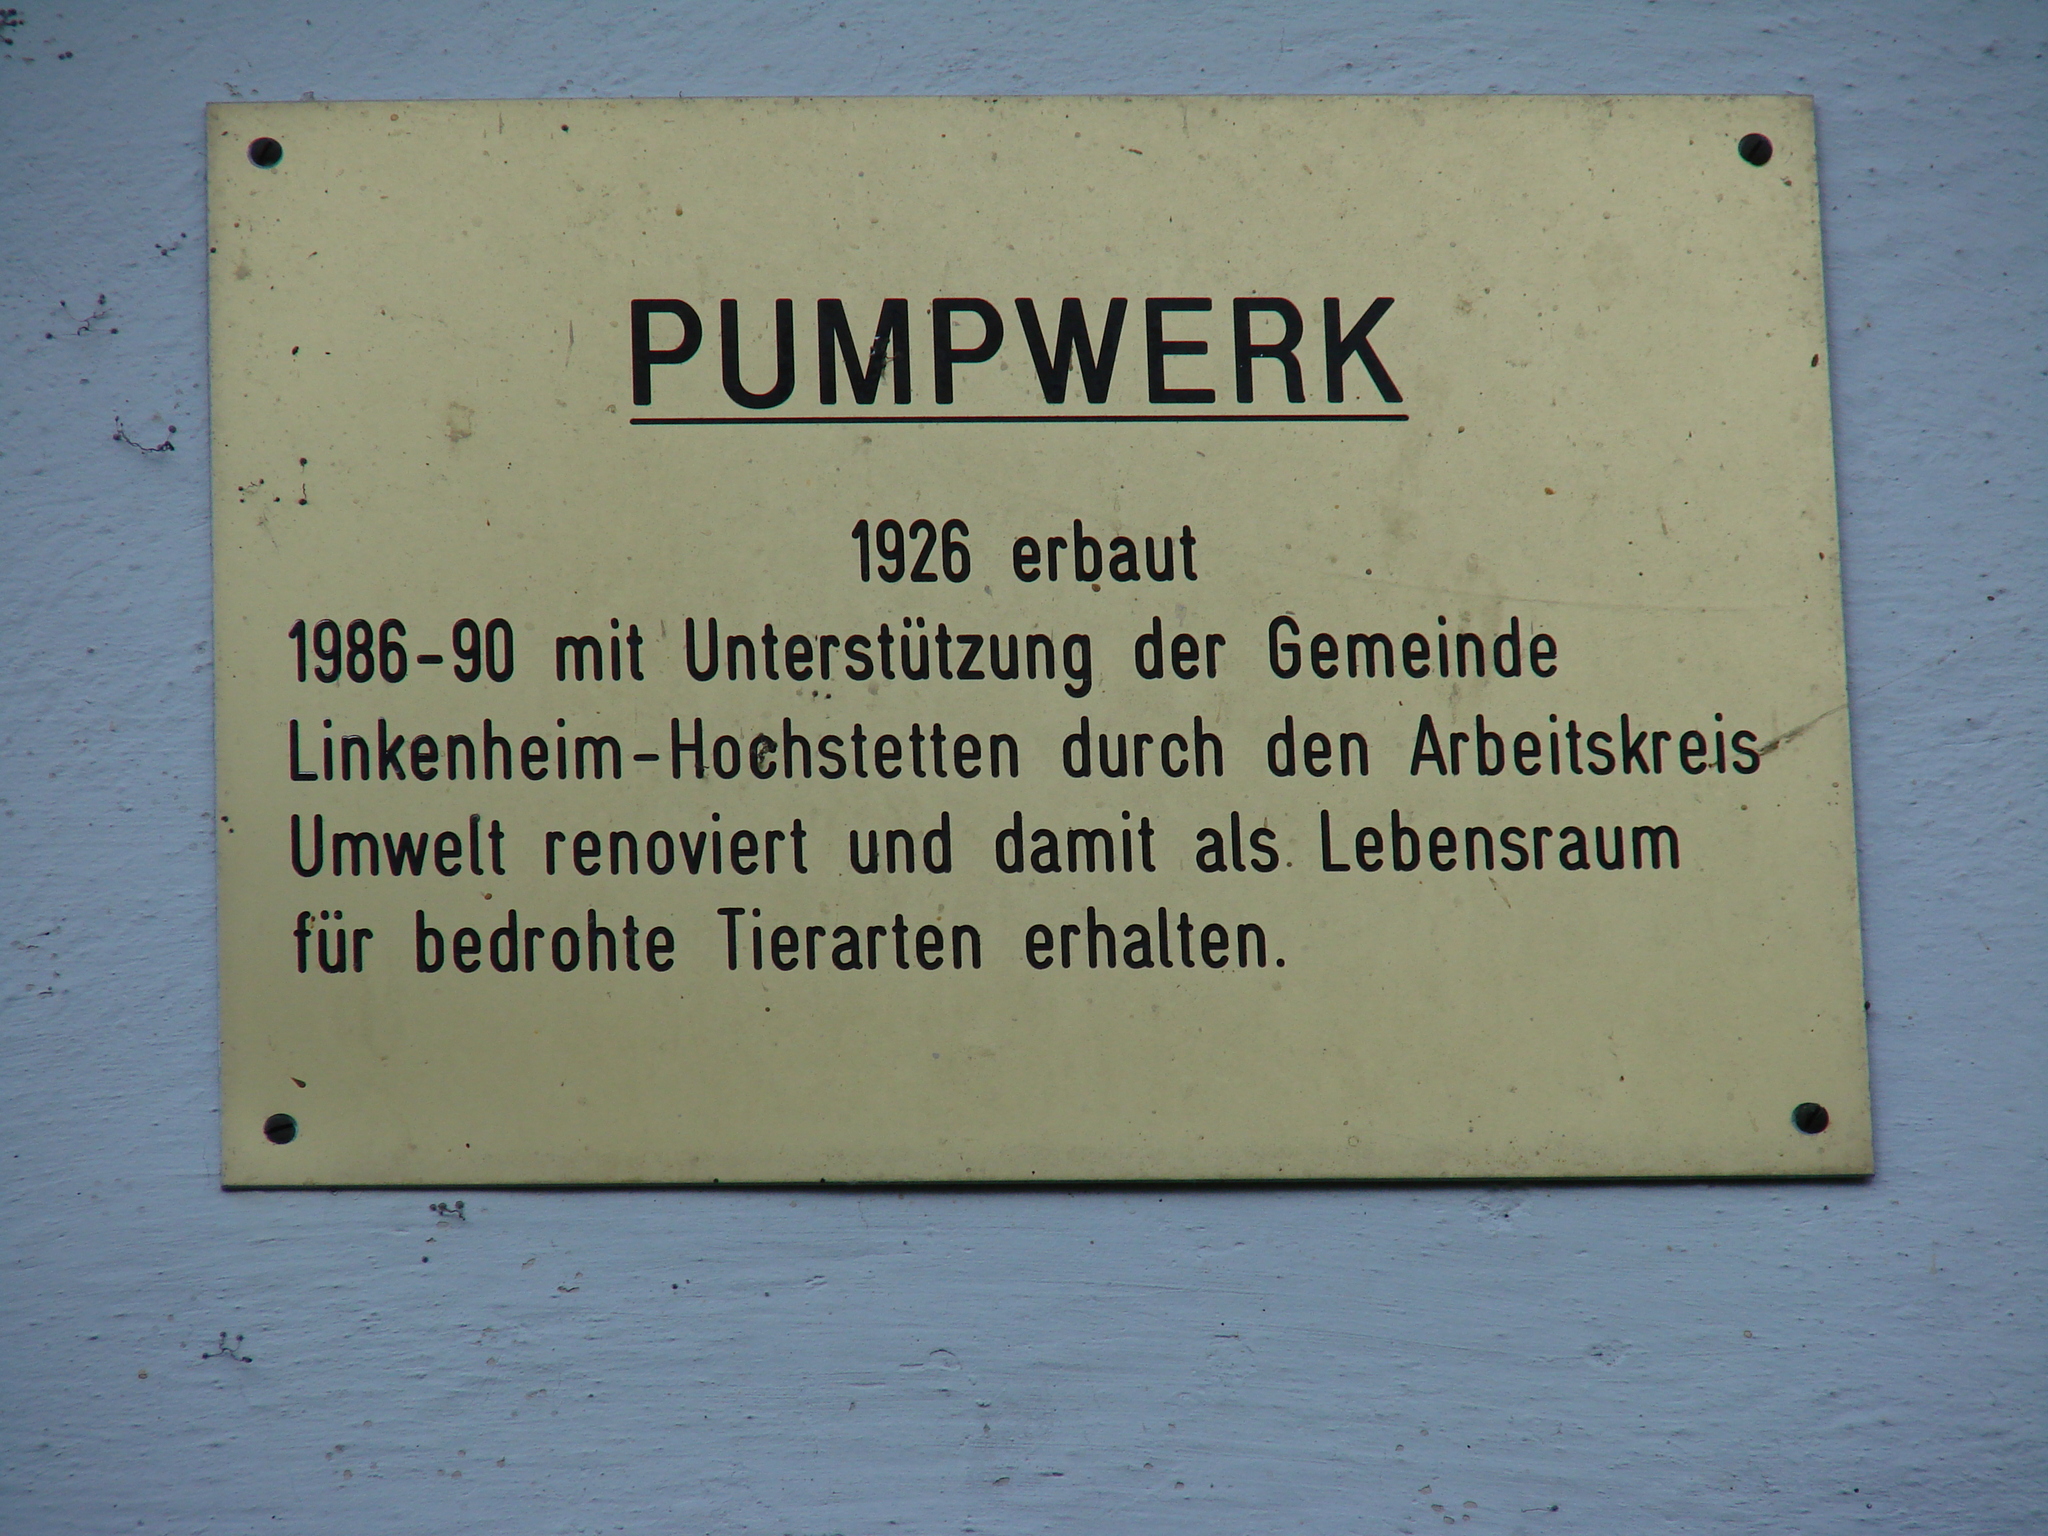 PUMPWERK
1926 erbaut
1986-90 mit Unterstützung der Gemeinde
Linkenheim-Hochstetten durch den Arbeitskreis
Umwelt renoviert und damit als Lebensraum
für bedrohte Tierarten erhalten.